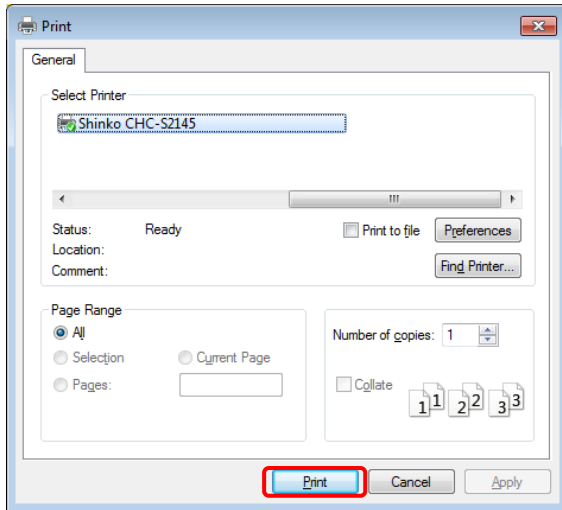 Print
General
Select Printer
Shinko CHC-S2145
Status: Ready
Print to file
Preferences
Location:
Comment:
Find Printer...
Page Range
All
Selection
Current Page
Pages:
Number of copies: 1
Collate
1 1 2 2 3 3
Print
Cancel
Apply